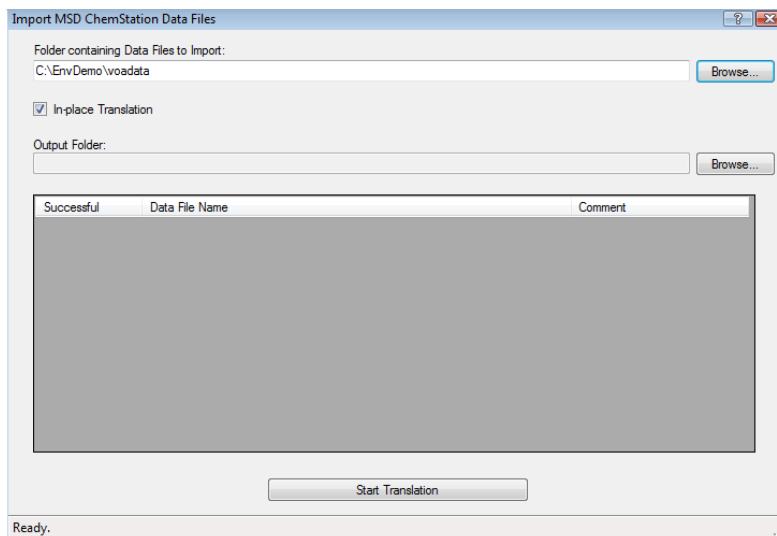 Import MSD ChemStation Data Files
Folder containing Data Files to Import:
C:\EnvDemo\voadata
Browse...
In-place Translation
Output Folder:
Browse...
Successful Data File Name Comment
Start Translation
Ready.